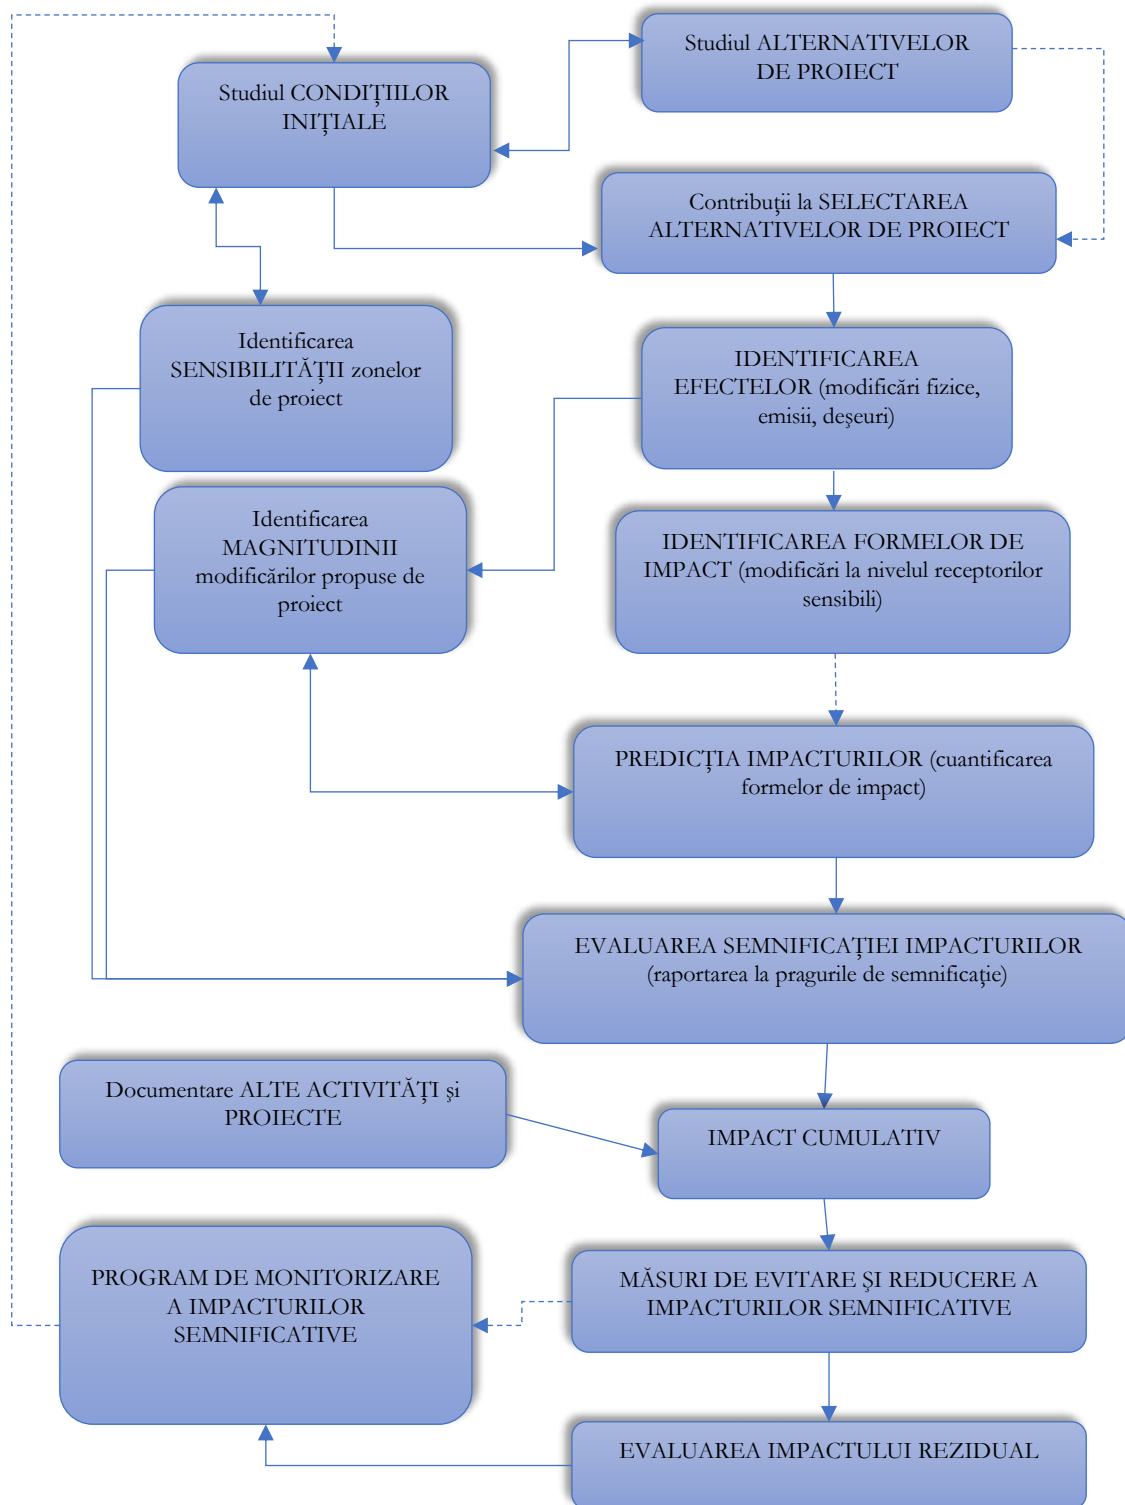 Studiul ALTERNATIVELOR
DE PROIECT
Studiul CONDIȚIILOR
INIȚIALE
Contribuții la SELECTAREA
ALTERNATIVELOR DE PROIECT
Identificarea
SENSIBILITĂȚII zonelor
de proiect
IDENTIFICAREA
EFECTELOR (modificări fizice,
emisii, deșeuri)
Identificarea
MAGNITUDINII
modificărilor propuse de
proiect
IDENTIFICAREA FORMELOR DE
IMPACT (modificări la nivelul receptorilor
sensibili)
PREDICȚIA IMPACTURILOR (cuantificarea
formelor de impact)
EVALUAREA SEMNIFICAȚIEI IMPACTURILOR
(raportarea la pragurile de semnificație)
Documentare ALTE ACTIVITĂȚI și
PROIECTE
IMPACT CUMULATIV
PROGRAM DE MONITORIZARE
A IMPACTURILOR
SEMNIFICATIVE
MĂSURI DE EVITARE ȘI REDUCERE A
IMPACTURILOR SEMNIFICATIVE
EVALUAREA IMPACTULUI REZIDUAL